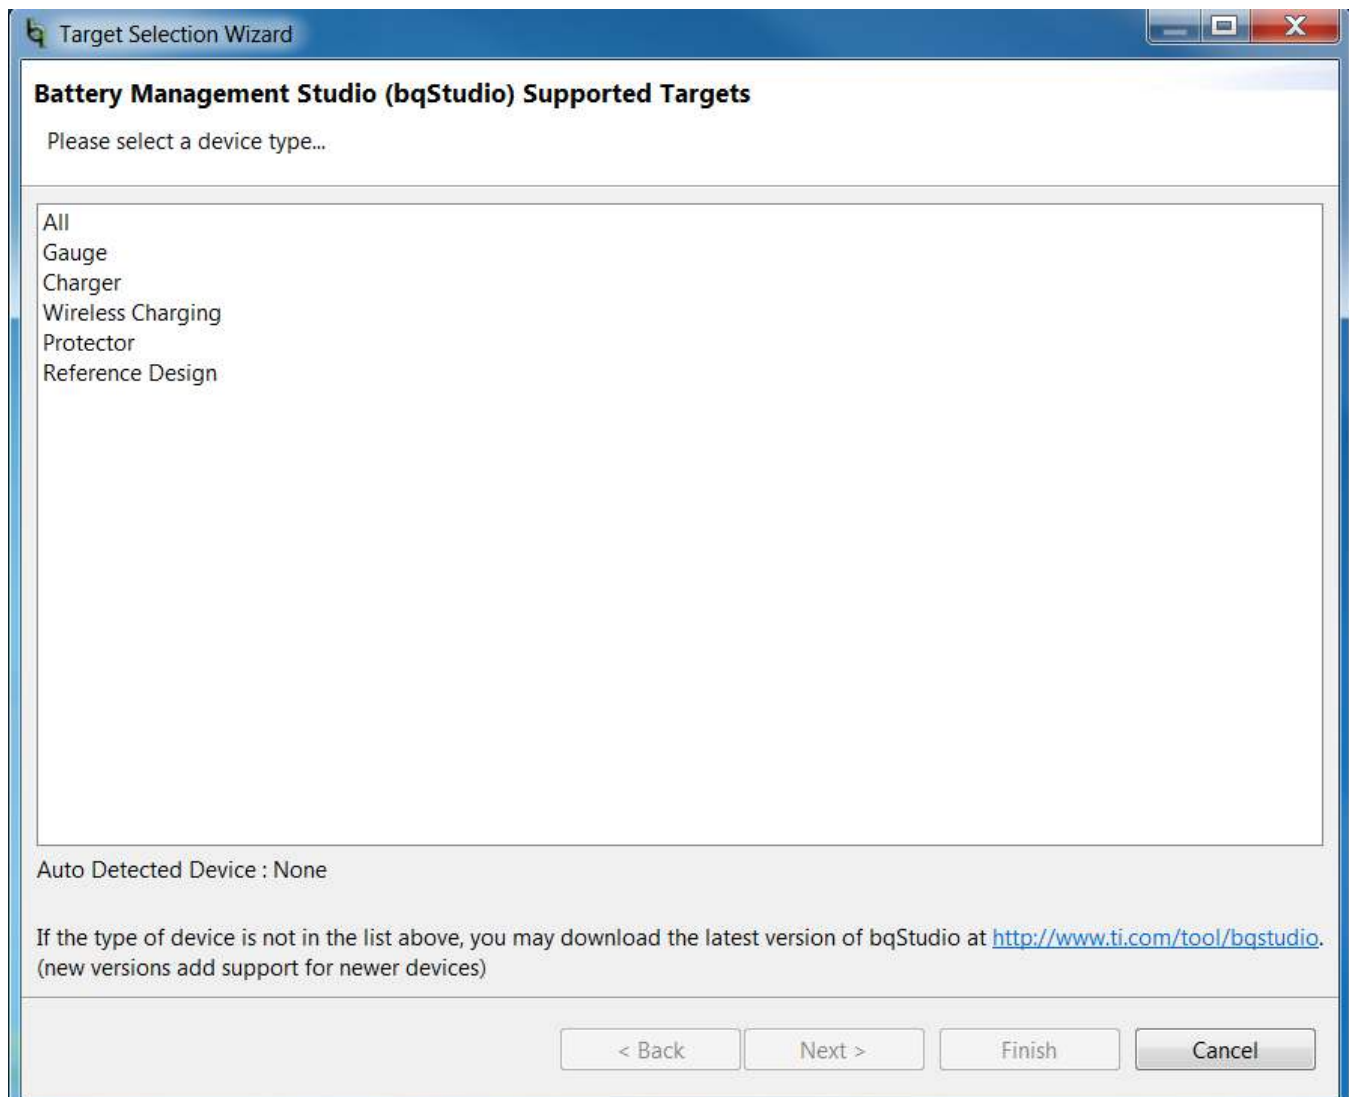 Target Selection Wizard
Battery Management Studio (bqStudio) Supported Targets
Please select a device type...
All
Gauge
Charger
Wireless Charging
Protector
Reference Design
Auto Detected Device : None
If the type of device is not in the list above, you may download the latest version of bqStudio at http://www.ti.com/tool/bqstudio.
(new versions add support for newer devices)
< Back Next > Finish Cancel